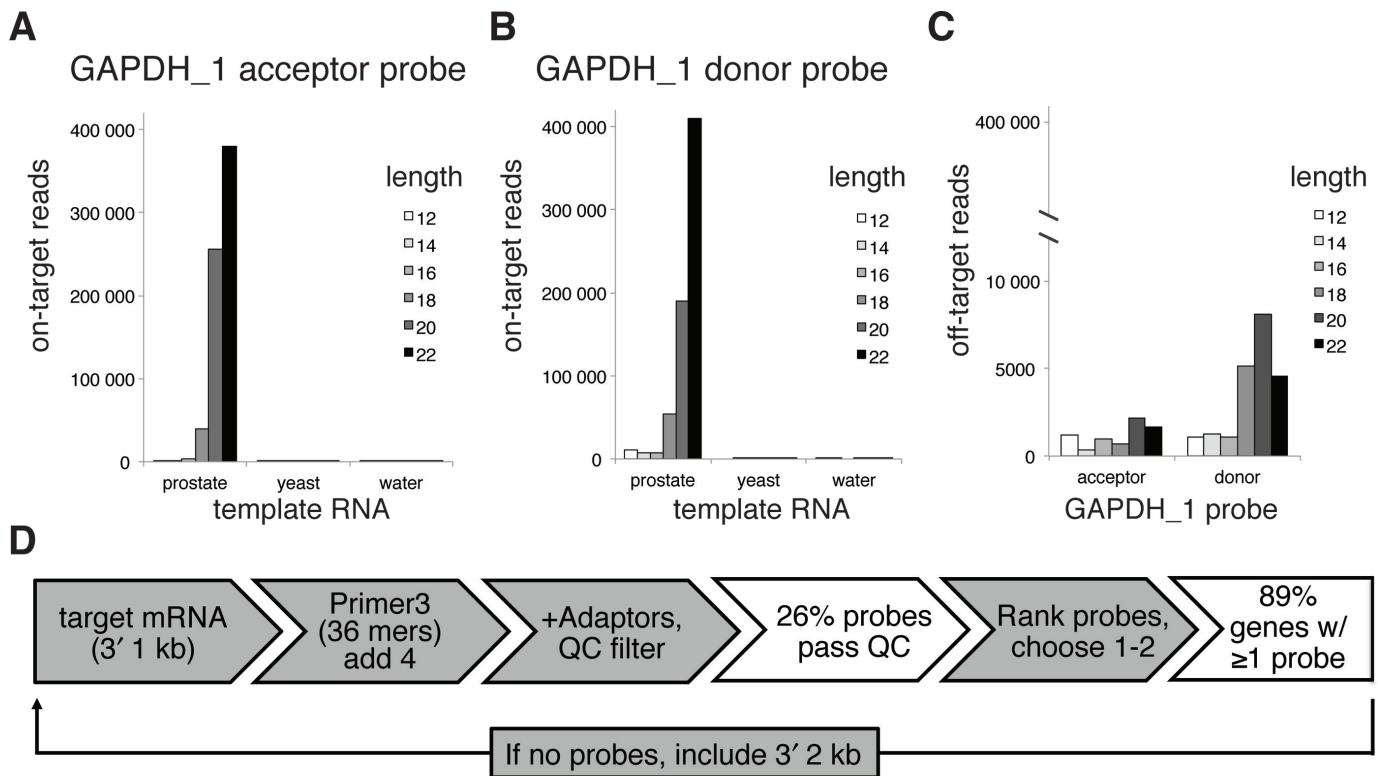 A
GAPDH_1 acceptor probe
on-target reads
400 000
300 000
200 000
100 000
0
prostate yeast water
template RNA
length
12
14
16
18
20
22
B
GAPDH_1 donor probe
on-target reads
400 000
300 000
200 000
100 000
0
prostate yeast water
template RNA
length
12
14
16
18
20
22
C
off-target reads
400 000
10 000
5000
0
acceptor donor
GAPDH_1 probe
length
12
14
16
18
20
22
D
target mRNA
(3′ 1 kb)
Primer3
(36 mers)
add 4
+Adaptors,
QC filter
26% probes
pass QC
Rank probes,
choose 1-2
89%
genes w/
≥1 probe
If no probes, include 3′ 2 kb